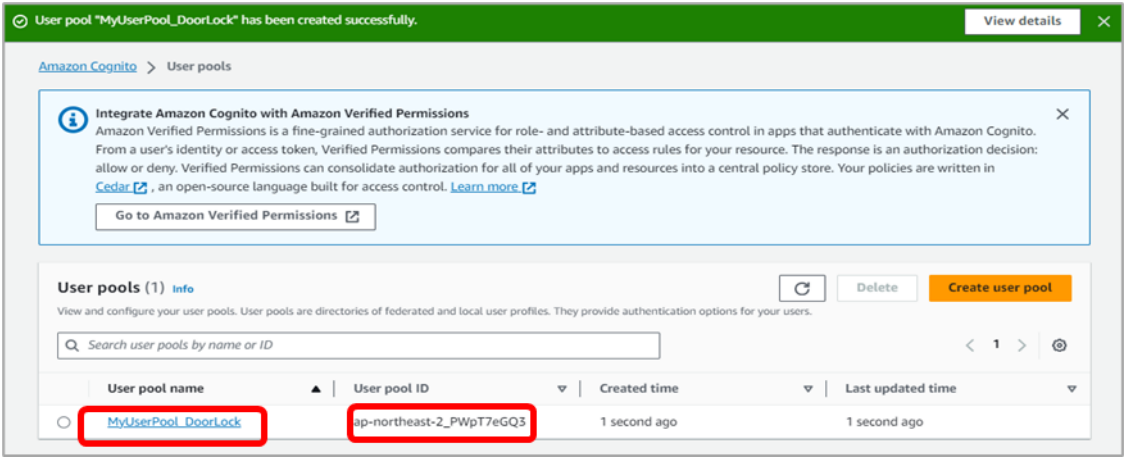 User pool "MyUserPool_DoorLock" has been created successfully.
View details
Amazon Cognito
User pools
Integrate Amazon Cognito with Amazon Verified Permissions
Amazon Verified Permissions is a fine-grained authorization service for role- and attribute-based access control in apps that authenticate with Amazon Cognito.
From a user's identity or access token, Verified Permissions compares their attributes to access rules for your resource. The response is an authorization decision:
allow or deny. Verified Permissions can consolidate authorization for all of your apps and resources into a central policy store. Your policies are written in
Cedar , an open-source language built for access control. Learn more
Go to Amazon Verified Permissions
User pools (1) Info
Delete
Create user pool
View and configure your user pools. User pools are directories of federated and local user profiles. They provide authentication options for your users.
Search user pools by name or ID
1
User pool name
User pool ID
Created time
Last updated time
MyUserPool_DoorLock
ap-northeast-2_PWpT7eGQ3
1 second ago
1 second ago